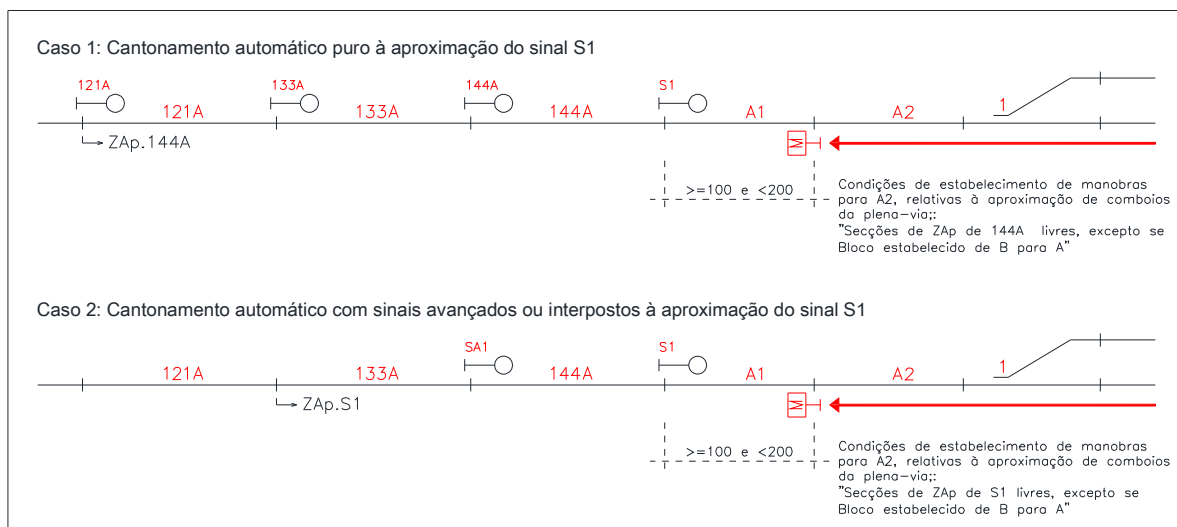 Caso 1: Cantonamento automático puro à aproximação do sinal S1
121A
133A
144A
S1
121A
133A
144A
A1
A2
1
ZAp.144A
M
>=100 e <200
Condições de estabelecimento de manobras
para A2, relativas à aproximação de comboios
da plena-via;:
"Secções de ZAp de 144A livres, excepto se
Bloco estabelecido de B para A"
Caso 2: Cantonamento automático com sinais avançados ou interpostos à aproximação do sinal S1
SA1
S1
121A
133A
144A
A1
A2
1
ZAp.S1
M
>=100 e <200
Condições de estabelecimento de manobras
para A2, relativas à aproximação de comboios
da plena-via;:
"Secções de ZAp de S1 livres, excepto se
Bloco estabelecido de B para A"